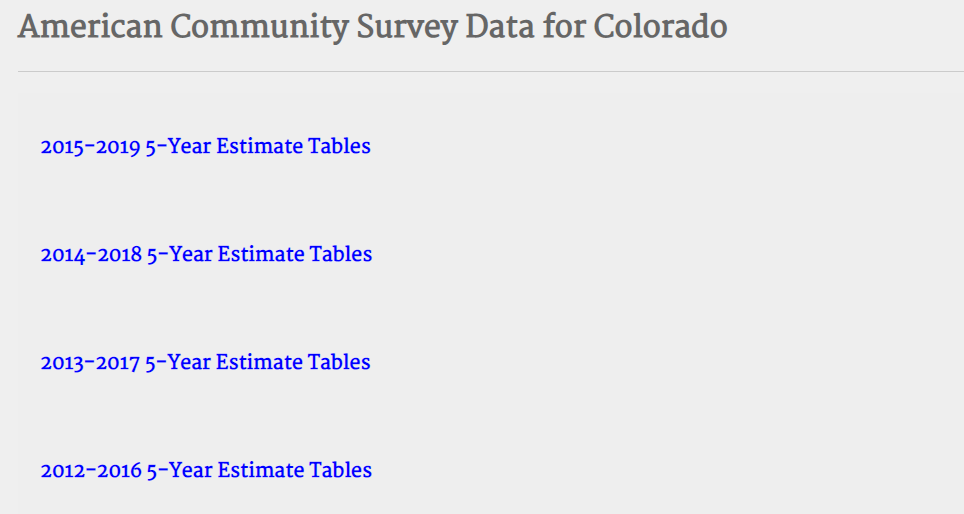 American Community Survey Data for Colorado
2015-2019 5-Year Estimate Tables
2014-2018 5-Year Estimate Tables
2013-2017 5-Year Estimate Tables
2012-2016 5-Year Estimate Tables